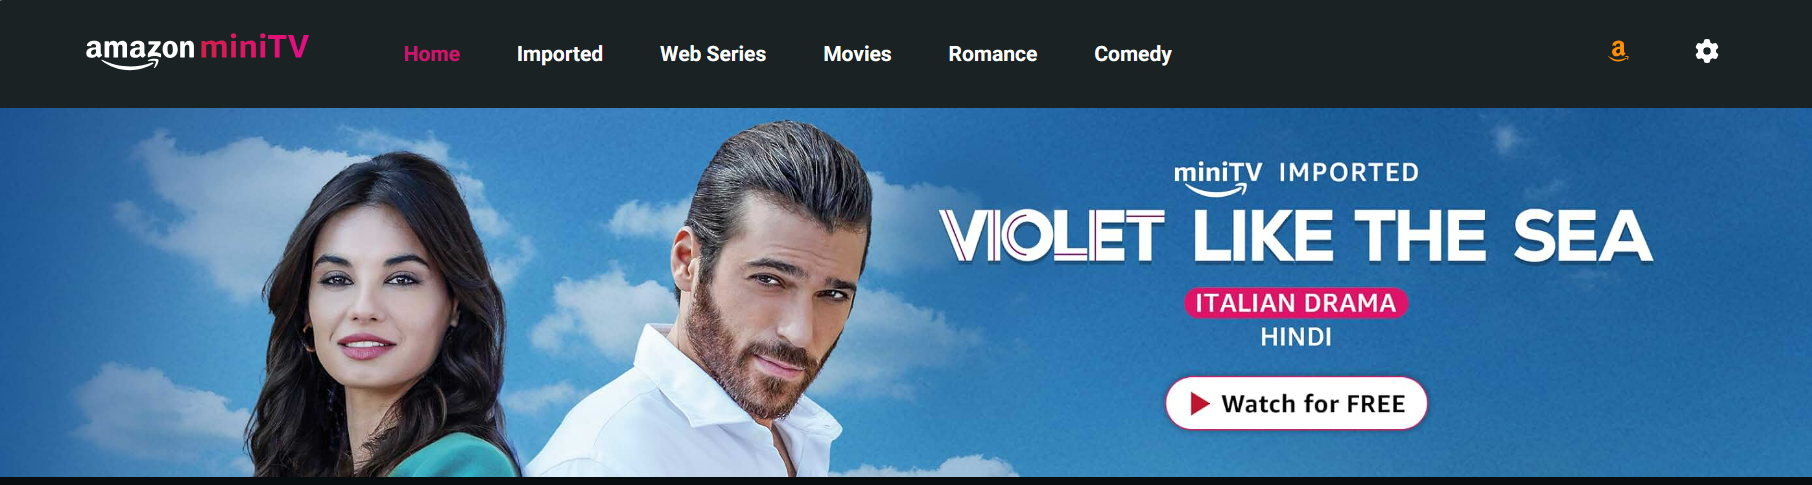 amazon miniTV
Home Imported Web Series Movies Romance Comedy
a
miniTV IMPORTED
VIOLET LIKE THE SEA
ITALIAN DRAMA
HINDI
Watch for FREE